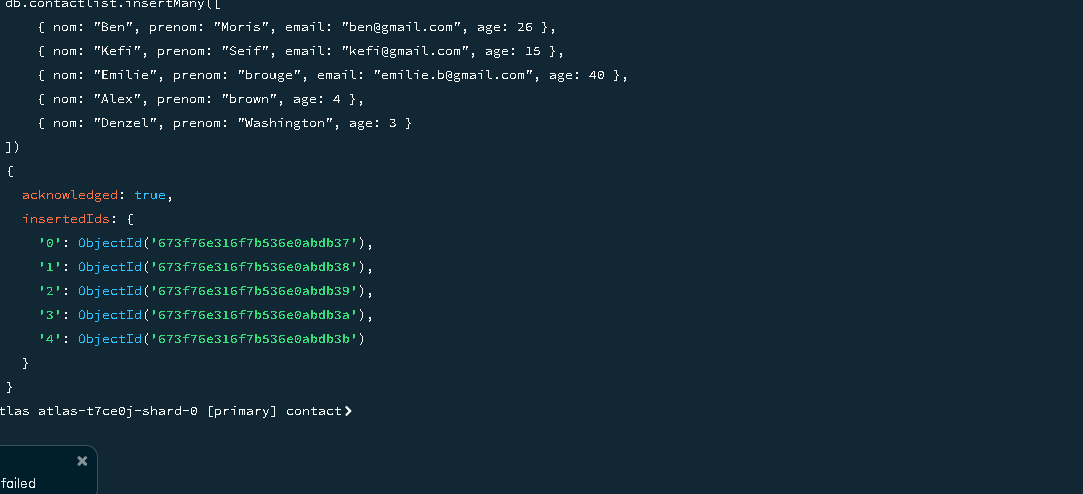 db.contactlist.insertMany([
{ nom: "Ben", prenom: "Moris", email: "ben@gmail.com", age: 26 },
{ nom: "Kefi", prenom: "Seif", email: "kefi@gmail.com", age: 15 },
{ nom: "Emilie", prenom: "brouge", email: "emilie.b@gmail.com", age: 40 },
{ nom: "Alex", prenom: "brown", age: 4 },
{ nom: "Denzel", prenom: "Washington", age: 3 }
])
{
acknowledged: true,
insertedIds: {
'0': ObjectId('673f76e316f7b536e0abdb37'),
'1': ObjectId('673f76e316f7b536e0abdb38'),
'2': ObjectId('673f76e316f7b536e0abdb39'),
'3': ObjectId('673f76e316f7b536e0abdb3a'),
'4': ObjectId('673f76e316f7b536e0abdb3b')
}
}
tlas atlas-t7ce0j-shard-0 [primary] contact>
failed